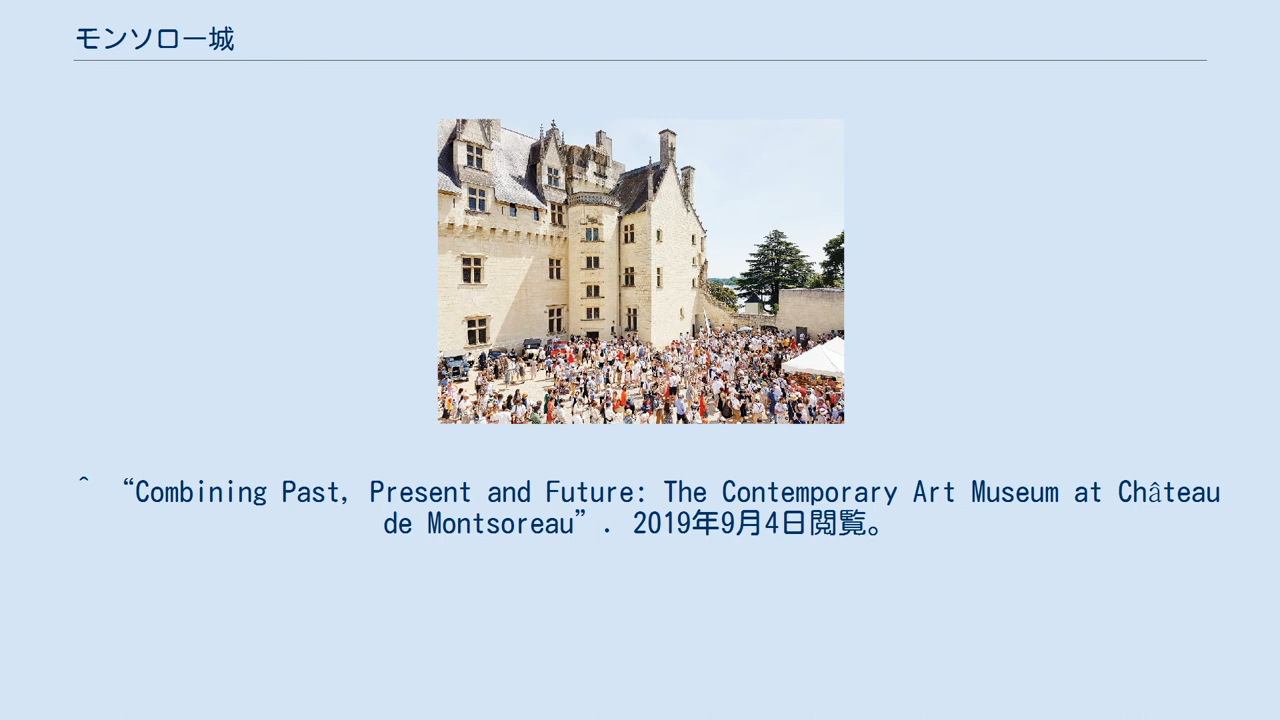 モンソロー城
^ “Combining Past, Present and Future: The Contemporary Art Museum at Château
de Montsoreau”. 2019年9月4日閲覧。